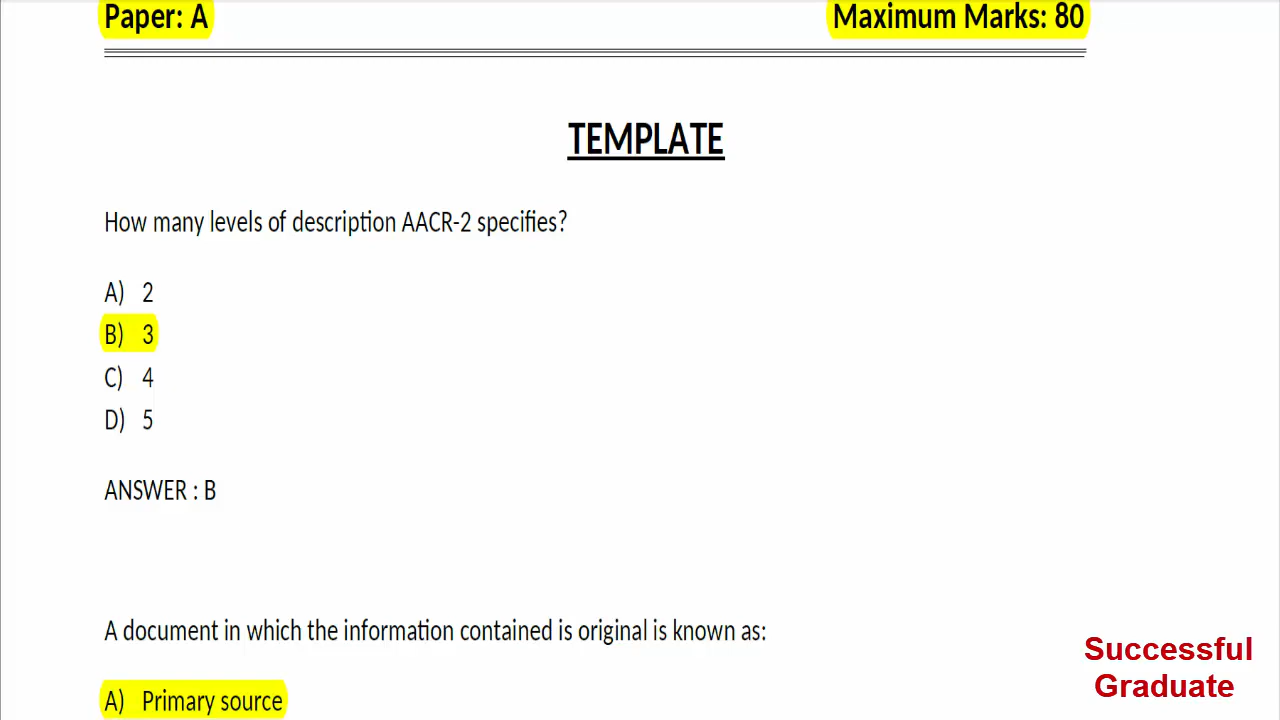 Paper: A
Maximum Marks: 80
TEMPLATE
How many levels of description AACR-2 specifies?
A) 2
B) 3
C) 4
D) 5
ANSWER : B
A document in which the information contained is original is known as:
A) Primary source
Successful
Graduate